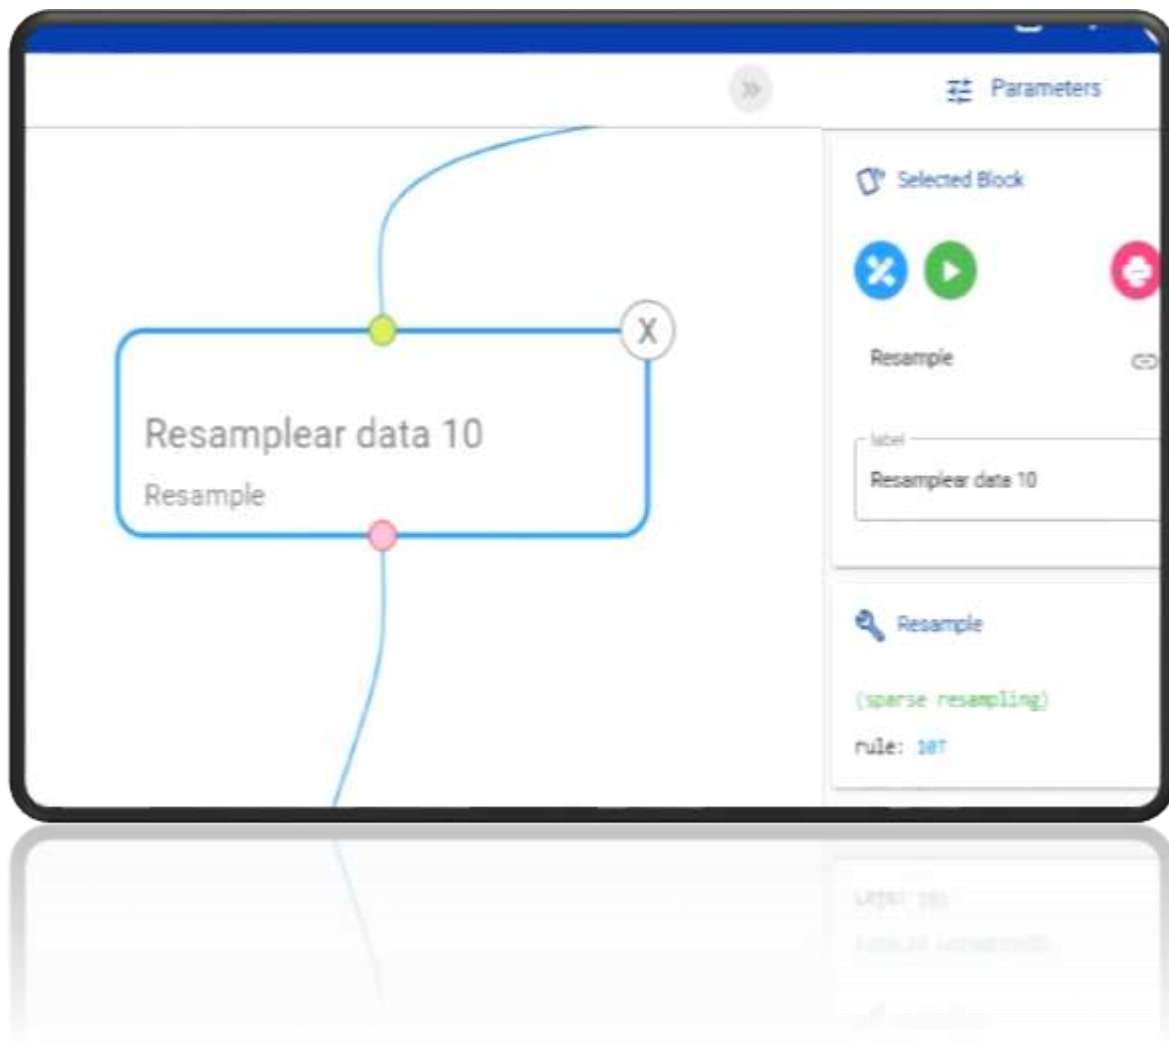 Parameters
Selected Block
X
Resamplear data 10
Resample
Resample
label
Resamplear data 10
Resample
(sparse resampling)
rule: 10T